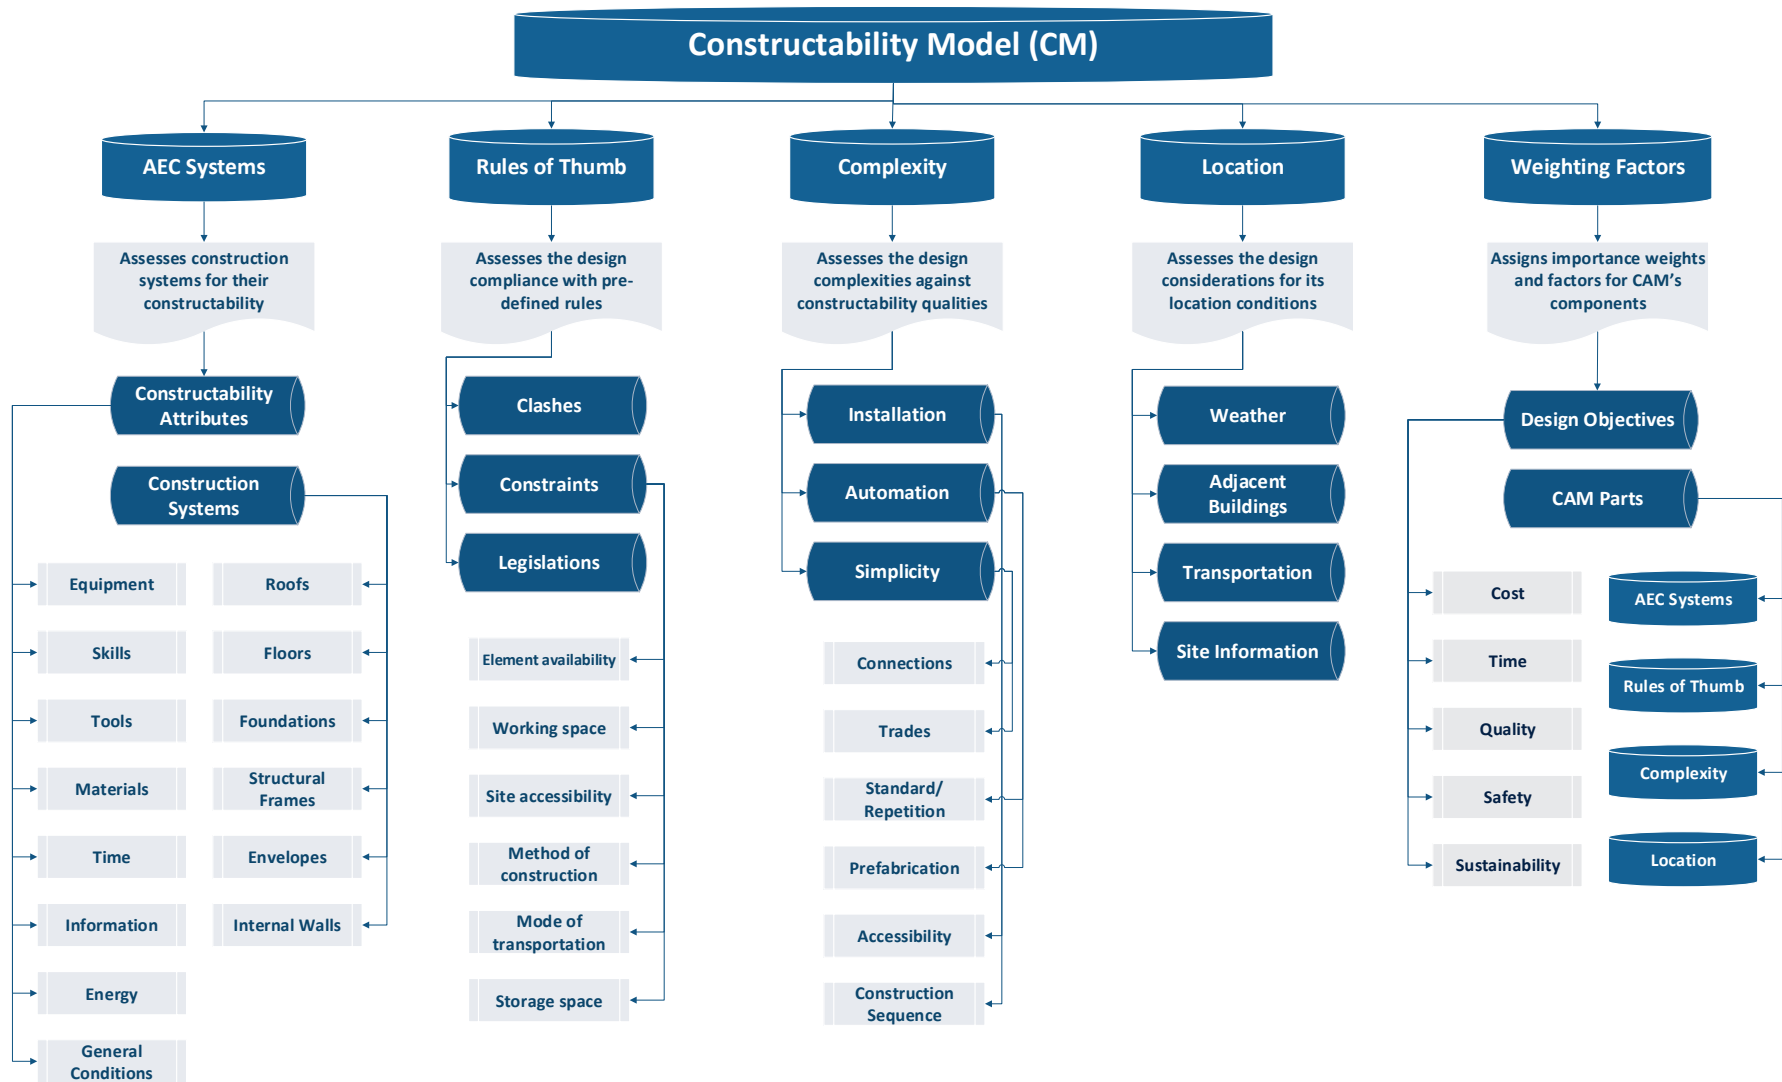 Constructability Model (CM)
AEC Systems
Rules of Thumb
Complexity
Location
Weighting Factors
Assesses construction
systems for their
constructability
Assesses the design
compliance with pre-
defined rules
Assesses the design
complexities against
constructability qualities
Assesses the design
considerations for its
location conditions
Assigns importance weights
and factors for CAM's
components
Constructability
Attributes
Construction
Systems
Equipment
Skills
Tools
Materials
Time
Information
Energy
General
Conditions
Roofs
Floors
Foundations
Structural
Frames
Envelopes
Internal Walls
Clashes
Constraints
Legislations
Element availability
Working space
Site accessibility
Method of
construction
Mode of
transportation
Storage space
Installation
Automation
Simplicity
Connections
Trades
Standard/
Repetition
Prefabrication
Accessibility
Construction
Sequence
Weather
Adjacent
Buildings
Transportation
Site Information
Design Objectives
CAM Parts
Cost
Time
Quality
Safety
Sustainability
AEC Systems
Rules of Thumb
Complexity
Location